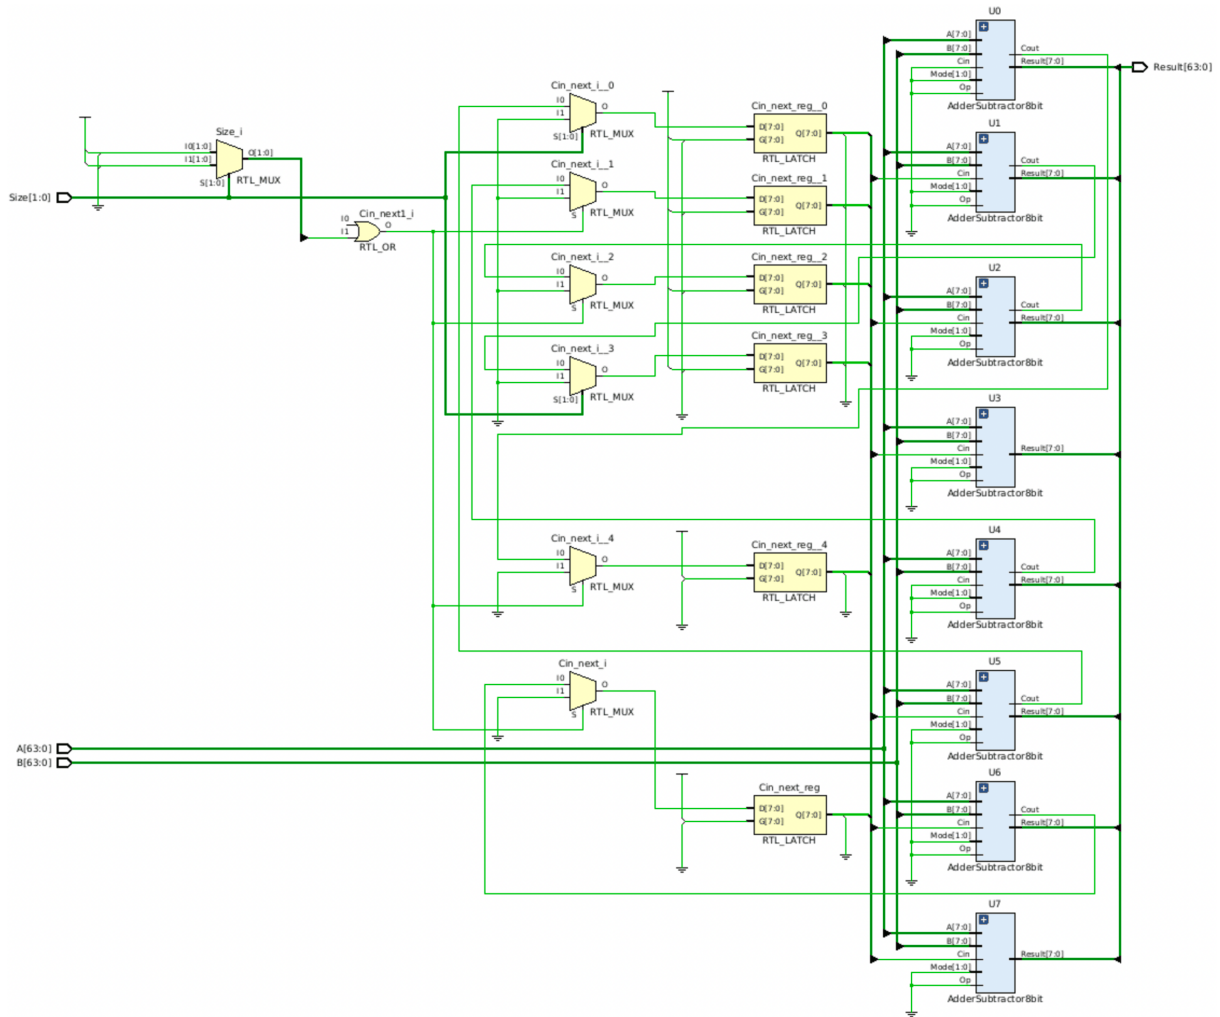 Size[1:0]
A[63:0]
B[63:0]
Size_i
I0[1:0]
I1[1:0]
S[1:0]
O[1:0]
RTL_MUX
Cin_next1_i
I0
I1
O
RTL_OR
Cin_next_i__0
I0
I1
S[1:0]
O
RTL_MUX
Cin_next_i__1
I0
I1
S
O
RTL_MUX
Cin_next_i__2
I0
I1
S
O
RTL_MUX
Cin_next_i__3
I0
I1
S[1:0]
O
RTL_MUX
Cin_next_i__4
I0
I1
S
O
RTL_MUX
Cin_next_i
I0
I1
S
O
RTL_MUX
Cin_next_reg__0
D[7:0]
G[7:0]
Q[7:0]
RTL_LATCH
Cin_next_reg__1
D[7:0]
G[7:0]
Q[7:0]
RTL_LATCH
Cin_next_reg__2
D[7:0]
G[7:0]
Q[7:0]
RTL_LATCH
Cin_next_reg__3
D[7:0]
G[7:0]
Q[7:0]
RTL_LATCH
Cin_next_reg__4
D[7:0]
G[7:0]
Q[7:0]
RTL_LATCH
Cin_next_reg
D[7:0]
G[7:0]
Q[7:0]
RTL_LATCH
U0
A[7:0]
B[7:0]
Cin
Mode[1:0]
Op
Cout
Result[7:0]
AdderSubtractor8bit
U1
A[7:0]
B[7:0]
Cin
Mode[1:0]
Op
Cout
Result[7:0]
AdderSubtractor8bit
U2
A[7:0]
B[7:0]
Cin
Mode[1:0]
Op
Cout
Result[7:0]
AdderSubtractor8bit
U3
A[7:0]
B[7:0]
Cin
Mode[1:0]
Op
Result[7:0]
AdderSubtractor8bit
U4
A[7:0]
B[7:0]
Cin
Mode[1:0]
Op
Cout
Result[7:0]
AdderSubtractor8bit
U5
A[7:0]
B[7:0]
Cin
Mode[1:0]
Op
Cout
Result[7:0]
AdderSubtractor8bit
U6
A[7:0]
B[7:0]
Cin
Mode[1:0]
Op
Cout
Result[7:0]
AdderSubtractor8bit
U7
A[7:0]
B[7:0]
Cin
Mode[1:0]
Op
Result[7:0]
AdderSubtractor8bit
Result[63:0]